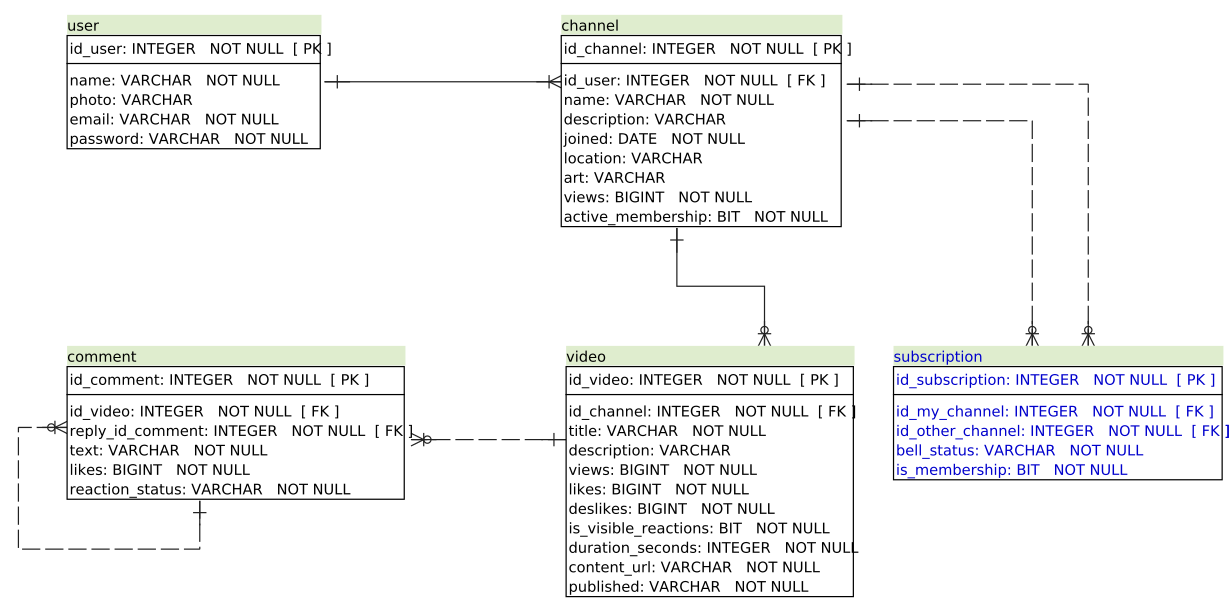 user
id_user: INTEGER NOT NULL [ PK ]
name: VARCHAR NOT NULL
photo: VARCHAR
email: VARCHAR NOT NULL
password: VARCHAR NOT NULL
channel
id_channel: INTEGER NOT NULL [ PK ]
id_user: INTEGER NOT NULL [ FK ]
name: VARCHAR NOT NULL
description: VARCHAR
joined: DATE NOT NULL
location: VARCHAR
art: VARCHAR
views: BIGINT NOT NULL
active_membership: BIT NOT NULL
comment
id_comment: INTEGER NOT NULL [ PK ]
id_video: INTEGER NOT NULL [ FK ]
reply_id_comment: INTEGER NOT NULL [ FK ]
text: VARCHAR NOT NULL
likes: BIGINT NOT NULL
reaction_status: VARCHAR NOT NULL
video
id_video: INTEGER NOT NULL [ PK ]
id_channel: INTEGER NOT NULL [ FK ]
title: VARCHAR NOT NULL
description: VARCHAR
views: BIGINT NOT NULL
likes: BIGINT NOT NULL
deslikes: BIGINT NOT NULL
is_visible_reactions: BIT NOT NULL
duration_seconds: INTEGER NOT NULL
content_url: VARCHAR NOT NULL
published: VARCHAR NOT NULL
subscription
id_subscription: INTEGER NOT NULL [ PK ]
id_my_channel: INTEGER NOT NULL [ FK ]
id_other_channel: INTEGER NOT NULL [ FK ]
bell_status: VARCHAR NOT NULL
is_membership: BIT NOT NULL